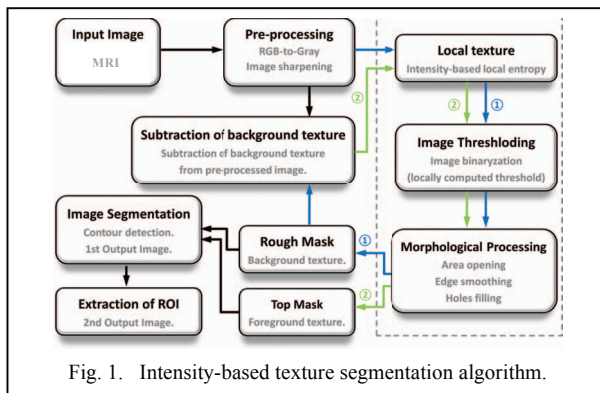 Input Image
MRI
Pre-processing
RGB-to-Gray
Image sharpening
①
Local texture
Intensity-based local entropy
②
②
①
Subtraction of background texture
Subtraction of background texture
from pre-processed image.
Image Threshloding
Image binaryzation
(locally computed threshold)
Image Segmentation
Contour detection.
1st Output Image.
Rough Mask
Background texture.
①
Morphological Processing
Area opening
Edge smoothing
Holes filling
Extraction of ROI
2nd Output Image.
Top Mask
Foreground texture.
②
Fig. 1. Intensity-based texture segmentation algorithm.